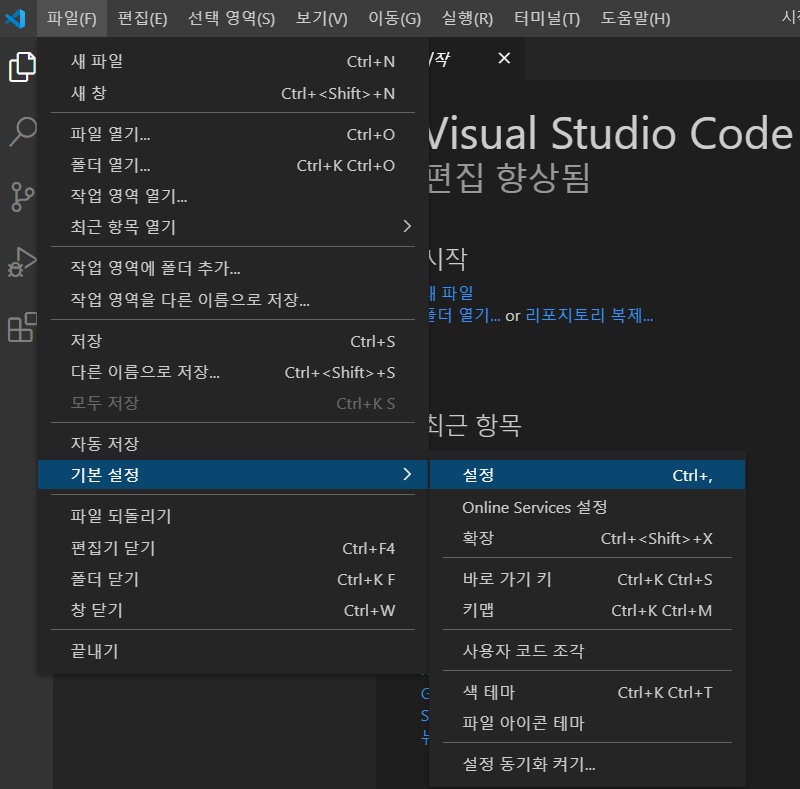 파일(F) 편집(E) 선택 영역(S) 보기(V) 이동(G) 실행(R) 터미널(T) 도움말(H)
새 파일 Ctrl+N
새 창 Ctrl+<Shift>+N
파일 열기... Ctrl+O
폴더 열기... Ctrl+K Ctrl+O
작업 영역 열기...
최근 항목 열기
작업 영역에 폴더 추가...
작업 영역을 다른 이름으로 저장...
저장 Ctrl+S
다른 이름으로 저장... Ctrl+<Shift>+S
모두 저장 Ctrl+K S
자동 저장
기본 설정
파일 되돌리기
편집기 닫기 Ctrl+F4
폴더 닫기 Ctrl+K F
창 닫기 Ctrl+W
끝내기
Visual Studio Code
편집 향상됨
시작
파일
열기... or 리포지토리 복제...
최근 항목
설정 Ctrl+,
Online Services 설정
확장 Ctrl+<Shift>+X
바로 가기 키 Ctrl+K Ctrl+S
키맵 Ctrl+K Ctrl+M
사용자 코드 조각
색 테마 Ctrl+K Ctrl+T
파일 아이콘 테마
설정 동기화 켜기...